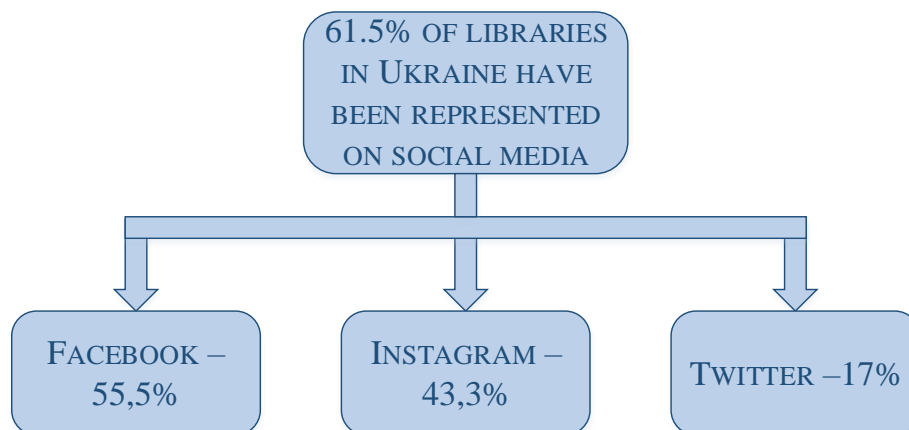 61.5% OF LIBRARIES
IN UKRAINE HAVE
BEEN REPRESENTED
ON SOCIAL MEDIA
FACEBOOK –
55,5%
INSTAGRAM –
43,3%
TWITTER –17%